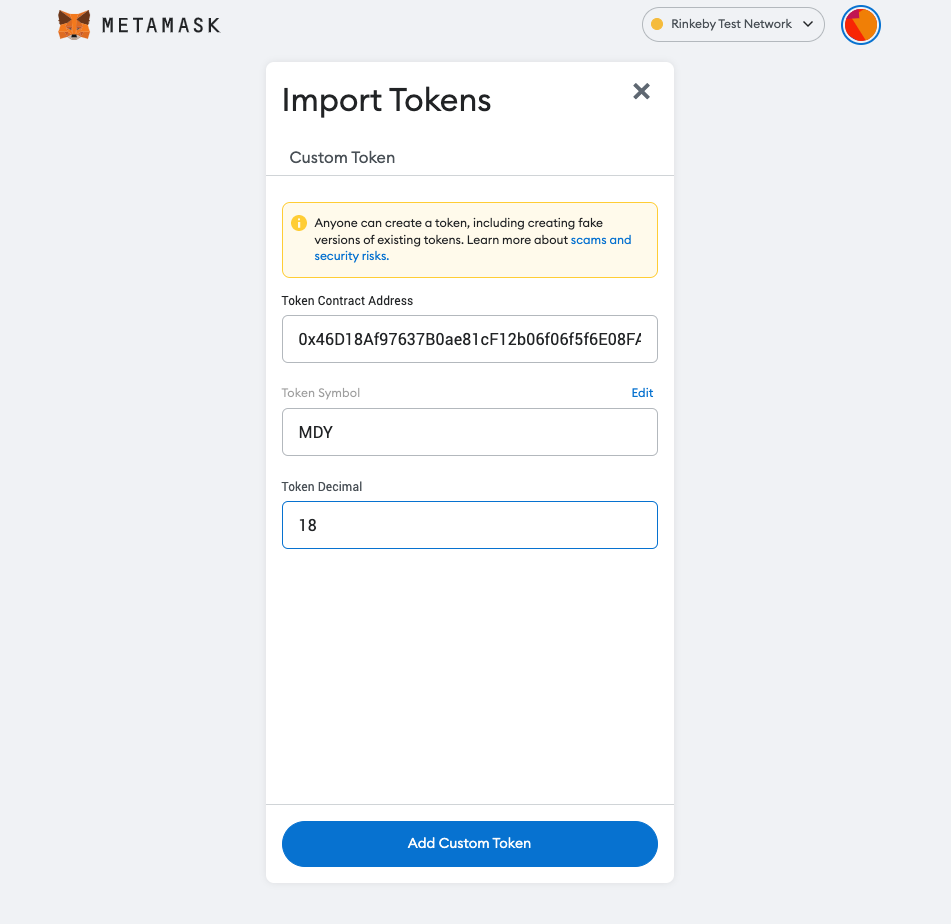 METAMASK
Rinkeby Test Network
Import Tokens
Custom Token
Anyone can create a token, including creating fake
versions of existing tokens. Learn more about scams and
security risks.
Token Contract Address
0x46D18Af97637B0ae81cF12b06f06f5f6E08FA
Token Symbol
Edit
MDY
Token Decimal
18
Add Custom Token